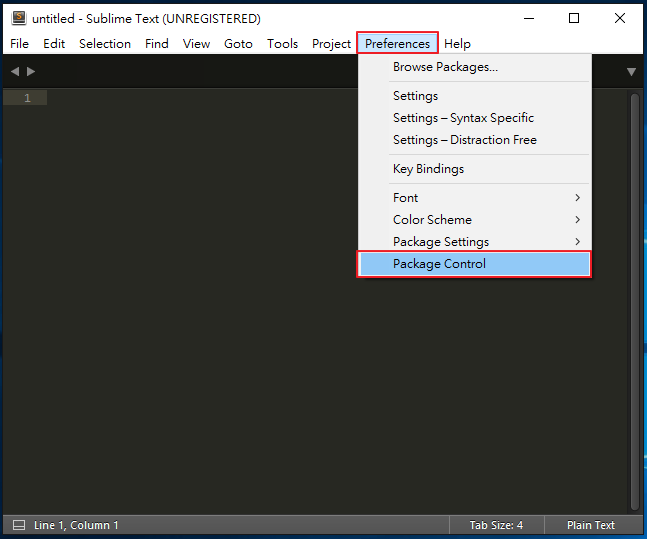 untitled - Sublime Text (UNREGISTERED)
File Edit Selection Find View Goto Tools Project Preferences Help
Browse Packages...
1
Settings
Settings – Syntax Specific
Settings – Distraction Free
Key Bindings
Font
Color Scheme
Package Settings
Package Control
Line 1, Column 1 Tab Size: 4 Plain Text